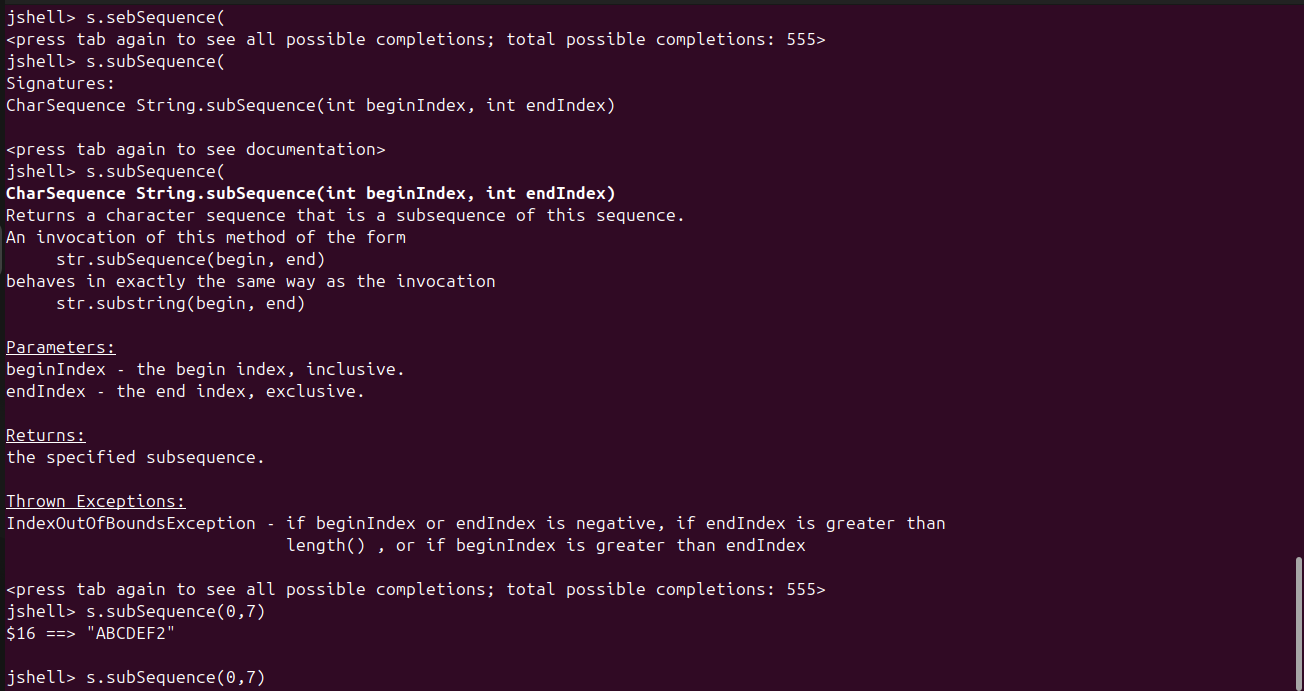 jshell> s.sebSequence(
<press tab again to see all possible completions; total possible completions: 555>
jshell> s.subSequence(
Signatures:
CharSequence String.subSequence(int beginIndex, int endIndex)

<press tab again to see documentation>
jshell> s.subSequence(
CharSequence String.subSequence(int beginIndex, int endIndex)
Returns a character sequence that is a subsequence of this sequence.
An invocation of this method of the form
     str.subSequence(begin, end)
behaves in exactly the same way as the invocation
     str.substring(begin, end)

Parameters:
beginIndex - the begin index, inclusive.
endIndex - the end index, exclusive.

Returns:
the specified subsequence.

Thrown Exceptions:
IndexOutOfBoundsException - if beginIndex or endIndex is negative, if endIndex is greater than
                            length() , or if beginIndex is greater than endIndex

<press tab again to see all possible completions; total possible completions: 555>
jshell> s.subSequence(0,7)
$16 ==> "ABCDEF2"

jshell> s.subSequence(0,7)